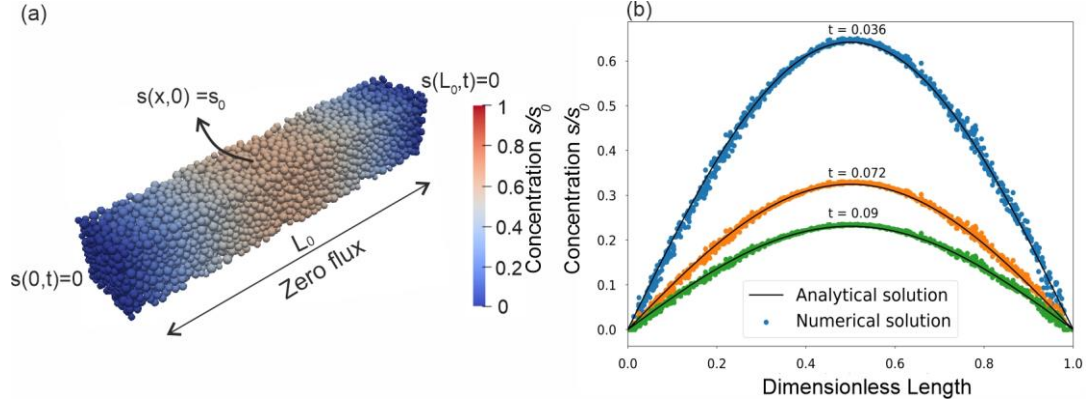 (a)
s(x,0) =s₀
s(L₀,t)=0
s(0,t)=0
L₀
Zero flux
Concentration s/s₀
1
0.8
0.6
0.4
0.2
0
(b)
Concentration s/s₀
0.6
0.5
0.4
0.3
0.2
0.1
0.0
t = 0.036
t = 0.072
t = 0.09
Analytical solution
Numerical solution
0.0 0.2 0.4 0.6 0.8 1.0
Dimensionless Length